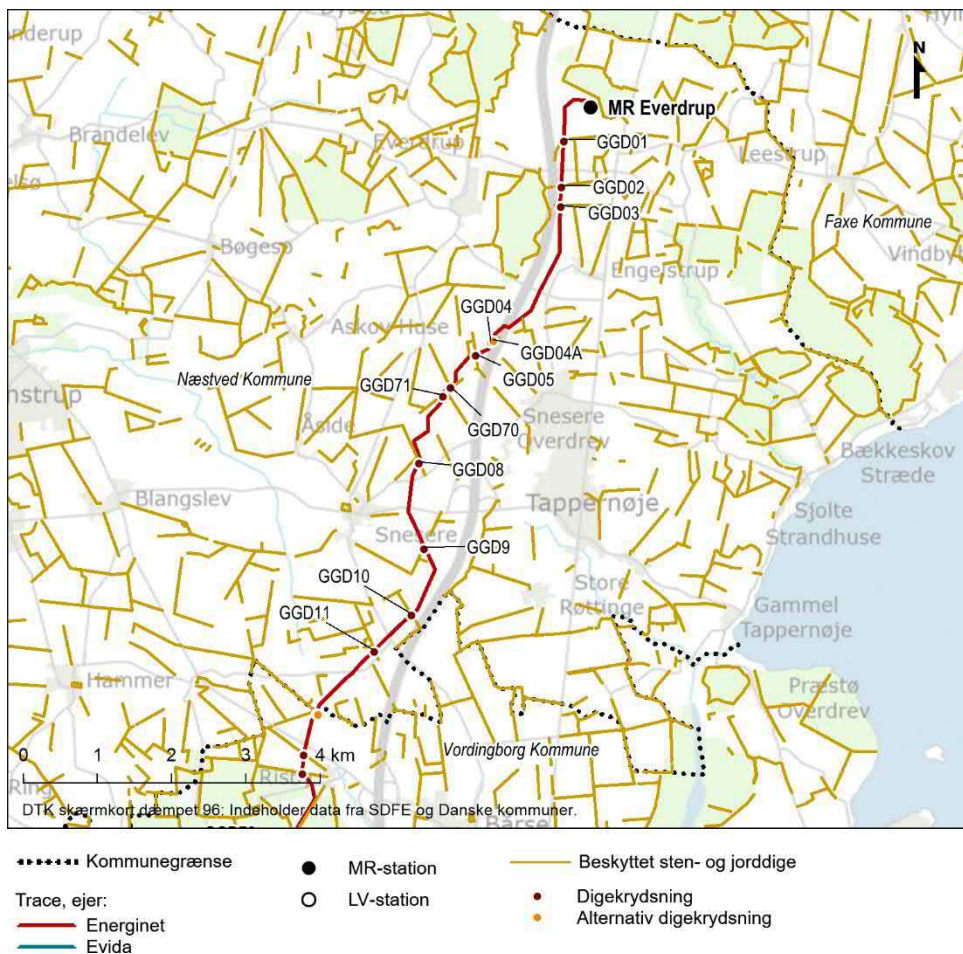 Brandelev
Everdrup
MR Everdrup
N
GGD01
Leestrup
GGD02
GGD03
Faxe Kommune
Bøgesø
Engelstrup
GGD04
Askov Huse
GGD04A
GGD05
Næstved Kommune
GGD71
Snesere
Overdrev
Åside
GGD70
Bækkeskov
Stræde
GGD08
Blangslev
Tappernøje
Sjolte
Strandhuse
Snesere
GGD9
GGD10
Store
Røttinge
Gammel
Tappernøje
GGD11
Hammer
Præstø
Overdrev
Vordingborg Kommune
0 1 2 3 4 km
Ring
DTK skærmkort dæmpet 96: Indeholder data fra SDFE og Danske kommuner.
Kommunegrænse
MR-station
Beskyttet sten- og jorddige
Trace, ejer:
LV-station
Digekrydsning
Energinet
Alternativ digekrydsning
Evida